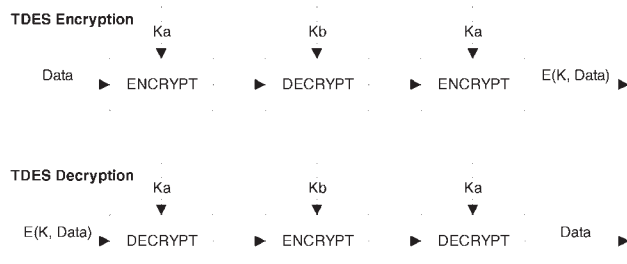 TDES Encryption
Ka Kb Ka
Data ENCRYPT DECRYPT ENCRYPT E(K, Data)
TDES Decryption
Ka Kb Ka
E(K, Data) DECRYPT ENCRYPT DECRYPT Data